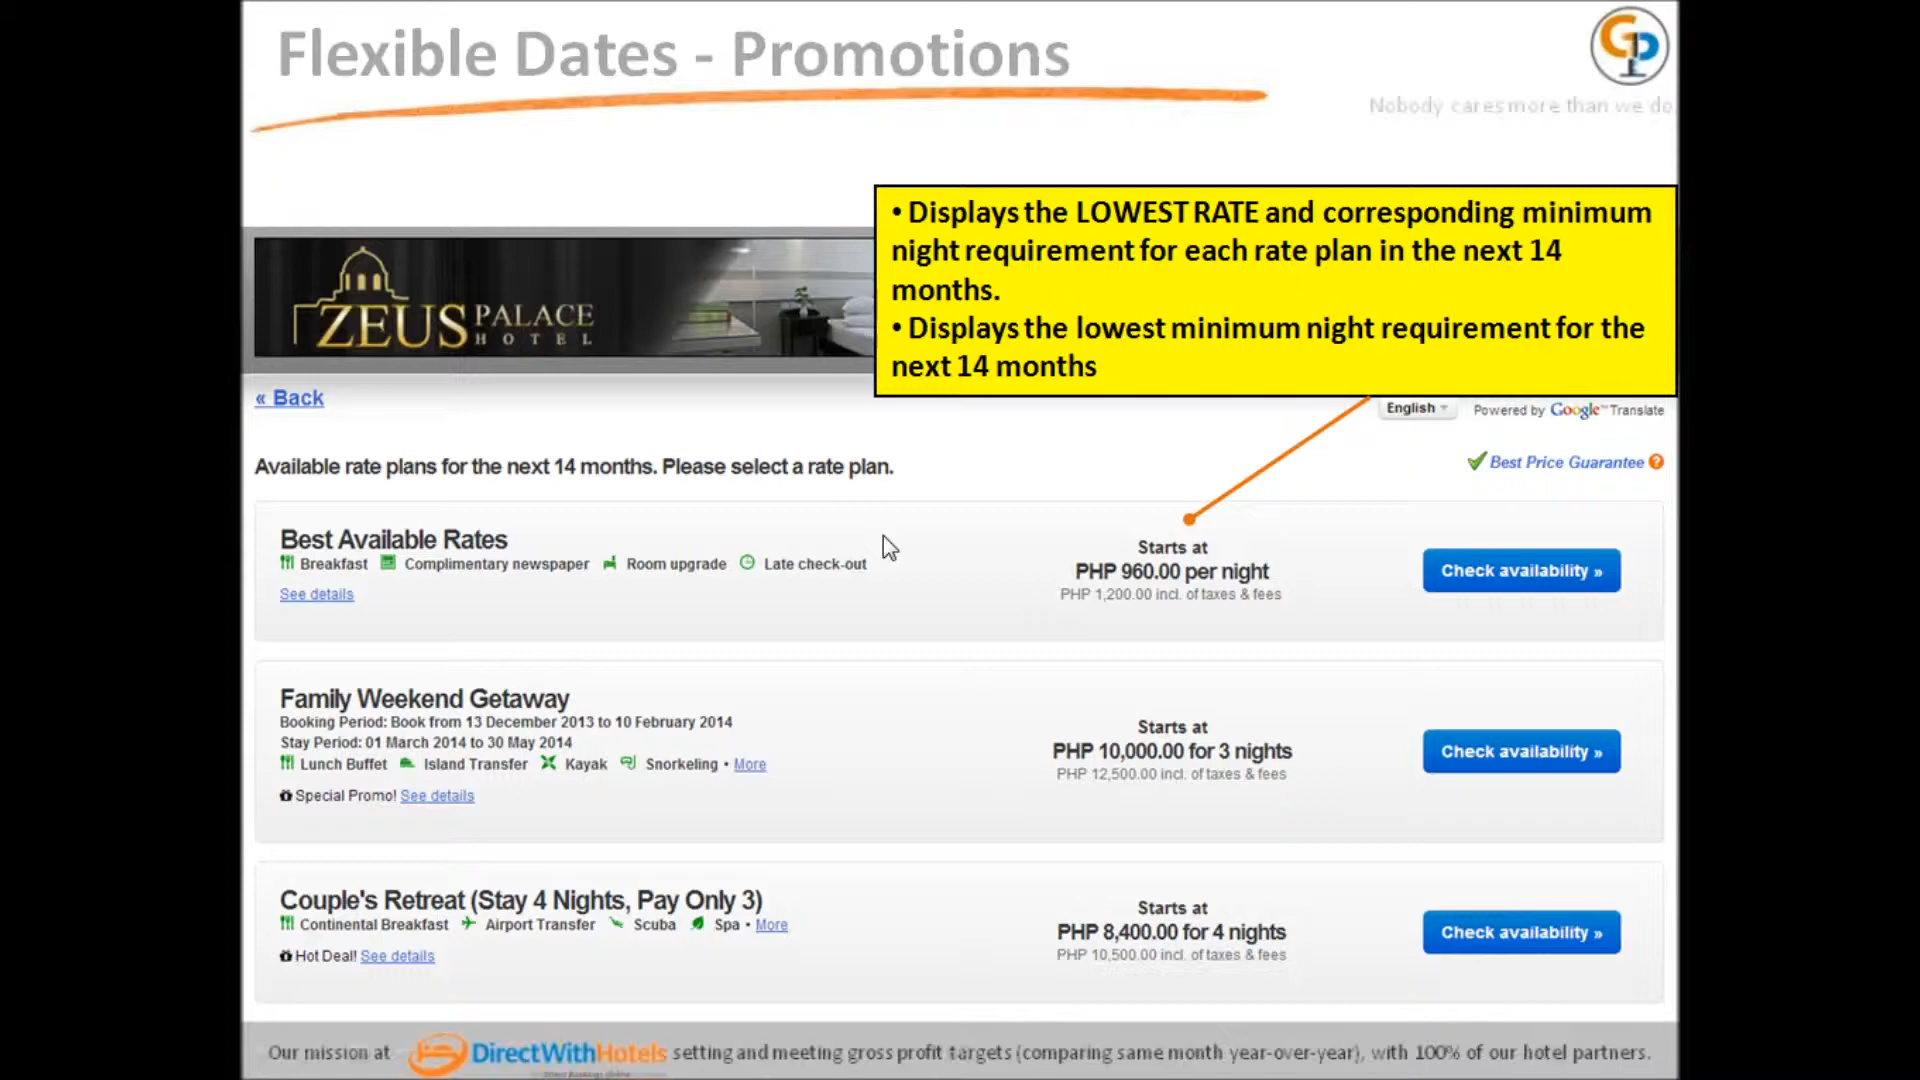 Flexible Dates - Promotions
Nobody cares more than we do
• Displays the LOWEST RATE and corresponding minimum
night requirement for each rate plan in the next 14
months.
• Displays the lowest minimum night requirement for the
next 14 months
ZEUS PALACE
HOTEL
« Back
English
Powered by Google™ Translate
Available rate plans for the next 14 months. Please select a rate plan.
Best Price Guarantee ?
Best Available Rates
Breakfast Complimentary newspaper Room upgrade Late check-out
See details
Starts at
PHP 960.00 per night
PHP 1,200.00 incl. of taxes & fees
Check availability »
Family Weekend Getaway
Booking Period: Book from 13 December 2013 to 10 February 2014
Stay Period: 01 March 2014 to 30 May 2014
Lunch Buffet Island Transfer Kayak Snorkeling • More
Special Promo! See details
Starts at
PHP 10,000.00 for 3 nights
PHP 12,500.00 incl. of taxes & fees
Check availability »
Couple's Retreat (Stay 4 Nights, Pay Only 3)
Continental Breakfast Airport Transfer Scuba Spa • More
Hot Deal! See details
Starts at
PHP 8,400.00 for 4 nights
PHP 10,500.00 incl. of taxes & fees
Check availability »
Our mission at DirectWithHotels setting and meeting gross profit targets (comparing same month year-over-year), with 100% of our hotel partners.